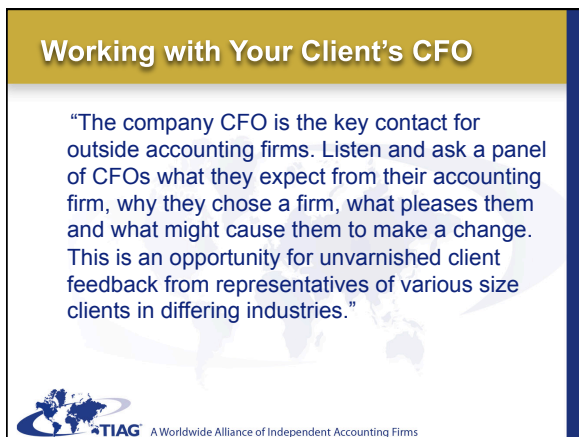 Working with Your Client’s CFO
“The company CFO is the key contact for
outside accounting firms. Listen and ask a panel
of CFOs what they expect from their accounting
firm, why they chose a firm, what pleases them
and what might cause them to make a change.
This is an opportunity for unvarnished client
feedback from representatives of various size
clients in differing industries.”
TIAG® A Worldwide Alliance of Independent Accounting Firms